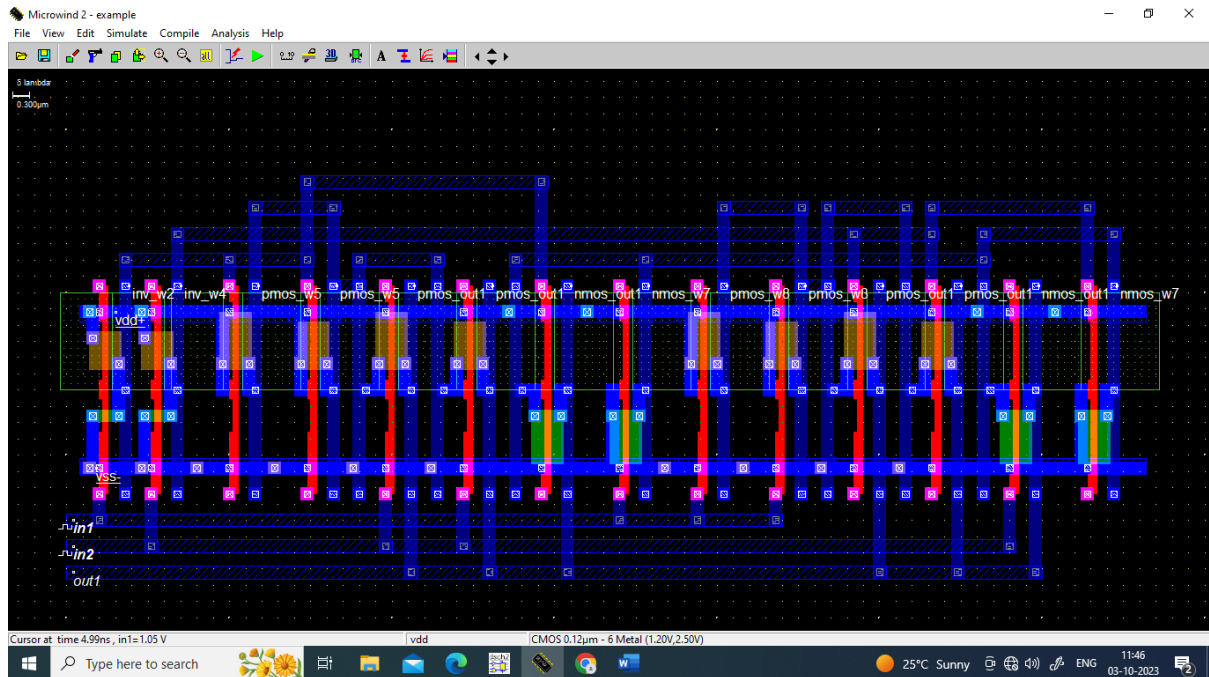 Microwind 2 - example
File View Edit Simulate Compile Analysis Help
5 lambda
0.300µm
inv_w2 inv_w4 pmos_w5 pmos_w5 pmos_out1 pmos_out1 nmos_out1 nmos_w7 pmos_w8 pmos_w8 pmos_out1 pmos_out1 nmos_out1 nmos_w7
vdd+
vss-
in1
in2
out1
Cursor at time 4.99ns , in1=1.05 V vdd CMOS 0.12µm - 6 Metal (1.20V,2.50V)
Type here to search 25°C Sunny ENG 11:46
03-10-2023